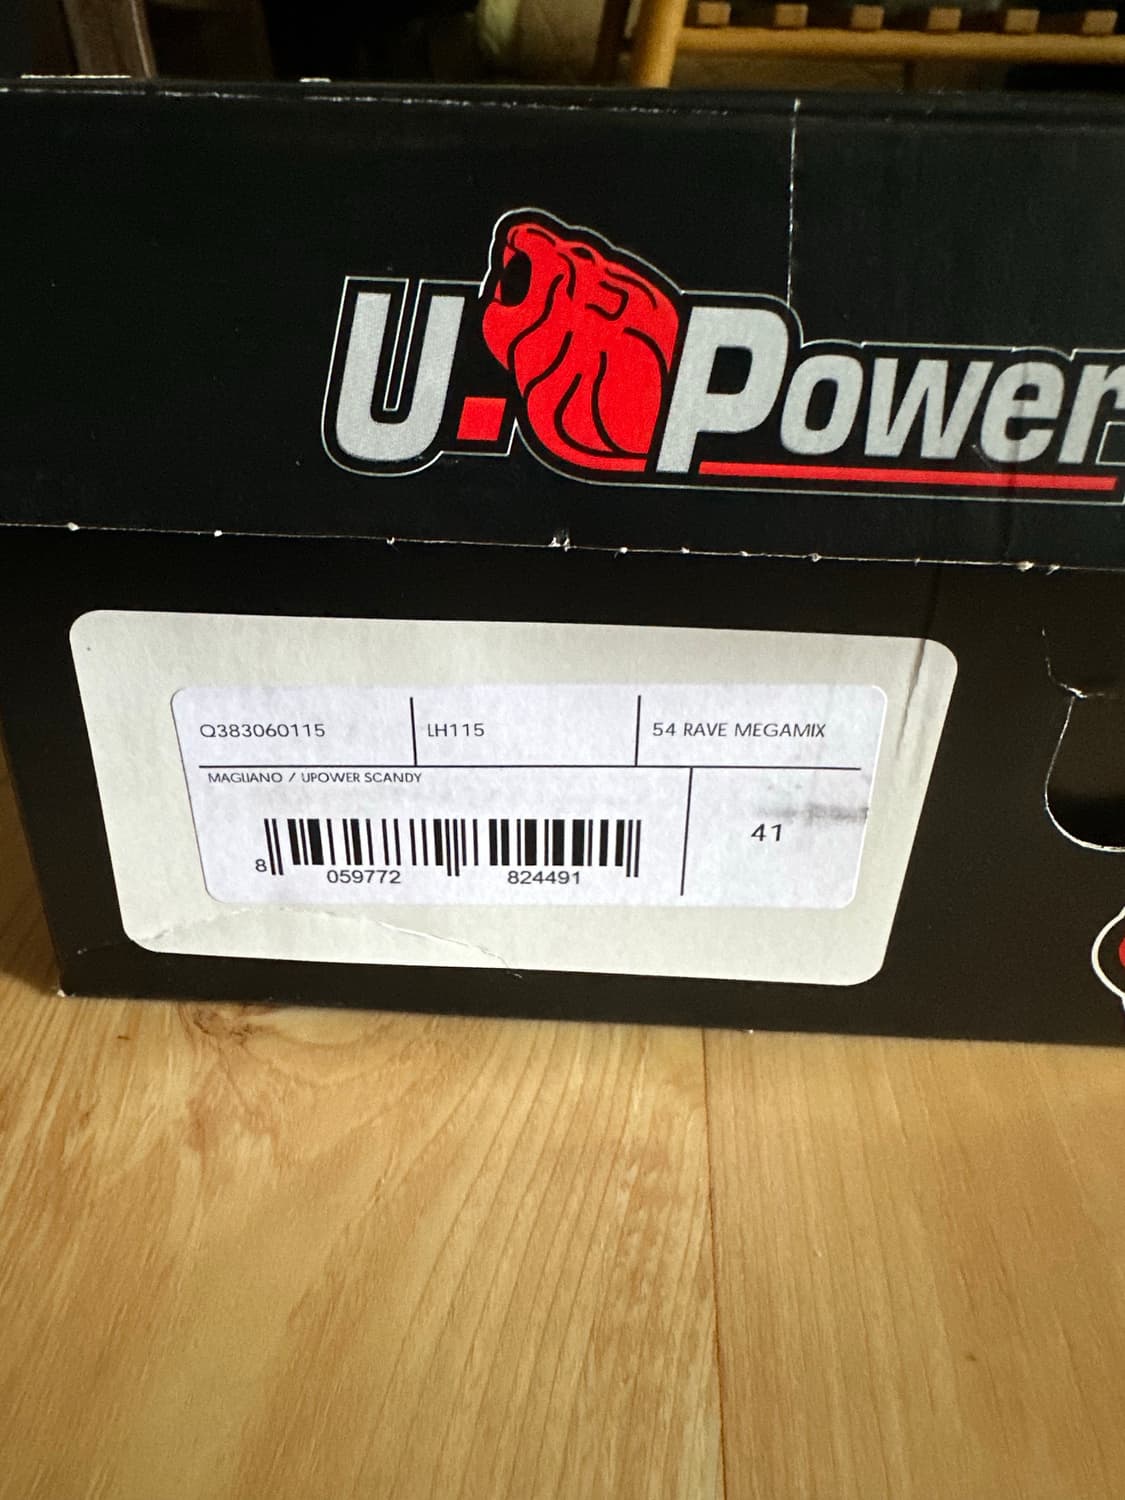 U.Power
Q383060115
LH115
54 RAVE MEGAMIX
MAGLIANO / UPOWER SCANDY
41
8 059772 824491